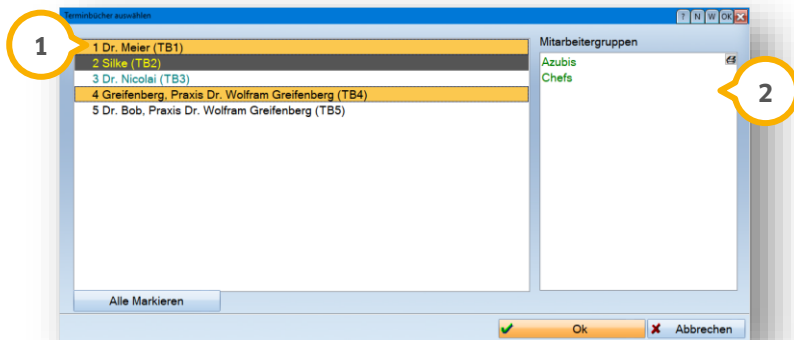 Terminbücher auswählen
? N W OK X
1
1 Dr. Meier (TB1)
2 Silke (TB2)
3 Dr. Nicolai (TB3)
4 Greifenberg, Praxis Dr. Wolfram Greifenberg (TB4)
5 Dr. Bob, Praxis Dr. Wolfram Greifenberg (TB5)
Mitarbeitergruppen
Azubis
Chefs
2
Alle Markieren
Ok
Abbrechen